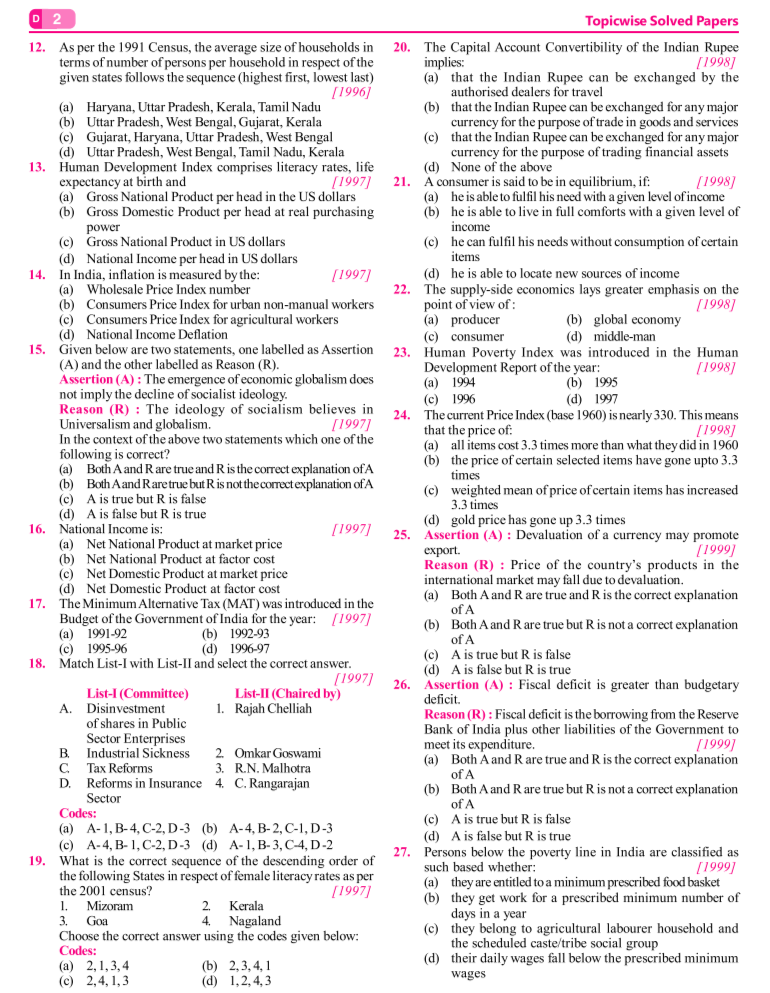 D 2
Topicwise Solved Papers
12. As per the 1991 Census, the average size of households in
terms of number of persons per household in respect of the
given states follows the sequence (highest first, lowest last)
[1996]
(a) Haryana, Uttar Pradesh, Kerala, Tamil Nadu
(b) Uttar Pradesh, West Bengal, Gujarat, Kerala
(c) Gujarat, Haryana, Uttar Pradesh, West Bengal
(d) Uttar Pradesh, West Bengal, Tamil Nadu, Kerala
13. Human Development Index comprises literacy rates, life
expectancy at birth and [1997]
(a) Gross National Product per head in the US dollars
(b) Gross Domestic Product per head at real purchasing
power
(c) Gross National Product in US dollars
(d) National Income per head in US dollars
14. In India, inflation is measured by the: [1997]
(a) Wholesale Price Index number
(b) Consumers Price Index for urban non-manual workers
(c) Consumers Price Index for agricultural workers
(d) National Income Deflation
15. Given below are two statements, one labelled as Assertion
(A) and the other labelled as Reason (R).
Assertion (A) : The emergence of economic globalism does
not imply the decline of socialist ideology.
Reason (R) : The ideology of socialism believes in
Universalism and globalism. [1997]
In the context of the above two statements which one of the
following is correct?
(a) Both A and R are true and R is the correct explanation of A
(b) Both A and R are true but R is not the correct explanation of A
(c) A is true but R is false
(d) A is false but R is true
16. National Income is: [1997]
(a) Net National Product at market price
(b) Net National Product at factor cost
(c) Net Domestic Product at market price
(d) Net Domestic Product at factor cost
17. The Minimum Alternative Tax (MAT) was introduced in the
Budget of the Government of India for the year: [1997]
(a) 1991-92 (b) 1992-93
(c) 1995-96 (d) 1996-97
18. Match List-I with List-II and select the correct answer.
[1997]
List-I (Committee) List-II (Chaired by)
A. Disinvestment 1. Rajah Chelliah
of shares in Public
Sector Enterprises
B. Industrial Sickness 2. Omkar Goswami
C. Tax Reforms 3. R.N. Malhotra
D. Reforms in Insurance 4. C. Rangarajan
Sector
Codes:
(a) A- 1, B- 4, C-2, D -3 (b) A- 4, B- 2, C-1, D -3
(c) A- 4, B- 1, C-2, D -3 (d) A- 1, B- 3, C-4, D -2
19. What is the correct sequence of the descending order of
the following States in respect of female literacy rates as per
the 2001 census? [1997]
1. Mizoram 2. Kerala
3. Goa 4. Nagaland
Choose the correct answer using the codes given below:
Codes:
(a) 2, 1, 3, 4 (b) 2, 3, 4, 1
(c) 2, 4, 1, 3 (d) 1, 2, 4, 3
20. The Capital Account Convertibility of the Indian Rupee
implies: [1998]
(a) that the Indian Rupee can be exchanged by the
authorised dealers for travel
(b) that the Indian Rupee can be exchanged for any major
currency for the purpose of trade in goods and services
(c) that the Indian Rupee can be exchanged for any major
currency for the purpose of trading financial assets
(d) None of the above
21. A consumer is said to be in equilibrium, if: [1998]
(a) he is able to fulfil his need with a given level of income
(b) he is able to live in full comforts with a given level of
income
(c) he can fulfil his needs without consumption of certain
items
(d) he is able to locate new sources of income
22. The supply-side economics lays greater emphasis on the
point of view of : [1998]
(a) producer (b) global economy
(c) consumer (d) middle-man
23. Human Poverty Index was introduced in the Human
Development Report of the year: [1998]
(a) 1994 (b) 1995
(c) 1996 (d) 1997
24. The current Price Index (base 1960) is nearly 330. This means
that the price of: [1998]
(a) all items cost 3.3 times more than what they did in 1960
(b) the price of certain selected items have gone upto 3.3
times
(c) weighted mean of price of certain items has increased
3.3 times
(d) gold price has gone up 3.3 times
25. Assertion (A) : Devaluation of a currency may promote
export. [1999]
Reason (R) : Price of the country's products in the
international market may fall due to devaluation.
(a) Both A and R are true and R is the correct explanation
of A
(b) Both A and R are true but R is not a correct explanation
of A
(c) A is true but R is false
(d) A is false but R is true
26. Assertion (A) : Fiscal deficit is greater than budgetary
deficit.
Reason (R) : Fiscal deficit is the borrowing from the Reserve
Bank of India plus other liabilities of the Government to
meet its expenditure. [1999]
(a) Both A and R are true and R is the correct explanation
of A
(b) Both A and R are true but R is not a correct explanation
of A
(c) A is true but R is false
(d) A is false but R is true
27. Persons below the poverty line in India are classified as
such based whether: [1999]
(a) they are entitled to a minimum prescribed food basket
(b) they get work for a prescribed minimum number of
days in a year
(c) they belong to agricultural labourer household and
the scheduled caste/tribe social group
(d) their daily wages fall below the prescribed minimum
wages